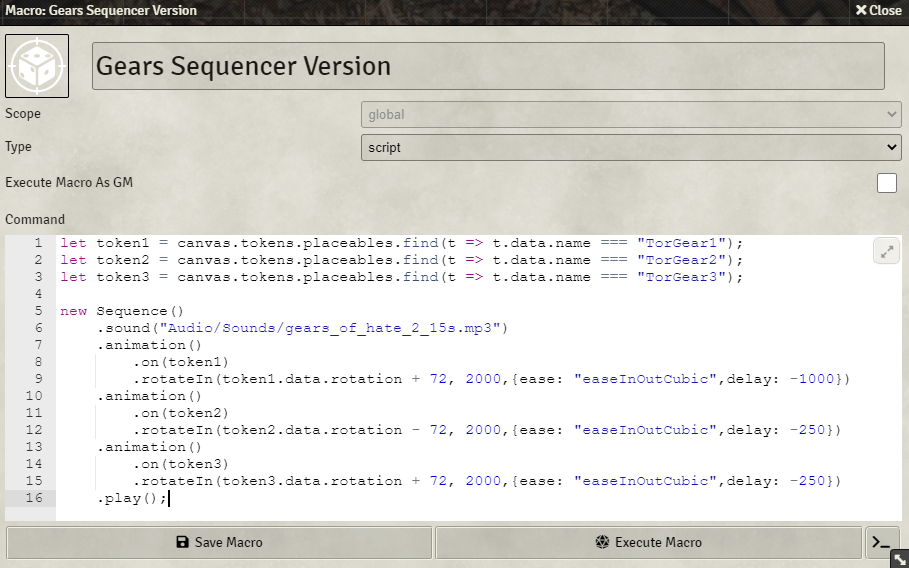 Macro: Gears Sequencer Version
Close
Gears Sequencer Version
Scope
global
Type
script
Execute Macro As GM
Command
1 let token1 = canvas.tokens.placeables.find(t => t.data.name === "TorGear1");
2 let token2 = canvas.tokens.placeables.find(t => t.data.name === "TorGear2");
3 let token3 = canvas.tokens.placeables.find(t => t.data.name === "TorGear3");
4
5 new Sequence()
6     .sound("Audio/Sounds/gears_of_hate_2_15s.mp3")
7     .animation()
8         .on(token1)
9         .rotateIn(token1.data.rotation + 72, 2000,{ease: "easeInOutCubic",delay: -1000})
10     .animation()
11         .on(token2)
12         .rotateIn(token2.data.rotation - 72, 2000,{ease: "easeInOutCubic",delay: -250})
13     .animation()
14         .on(token3)
15         .rotateIn(token3.data.rotation + 72, 2000,{ease: "easeInOutCubic",delay: -250})
16     .play();
Save Macro
Execute Macro